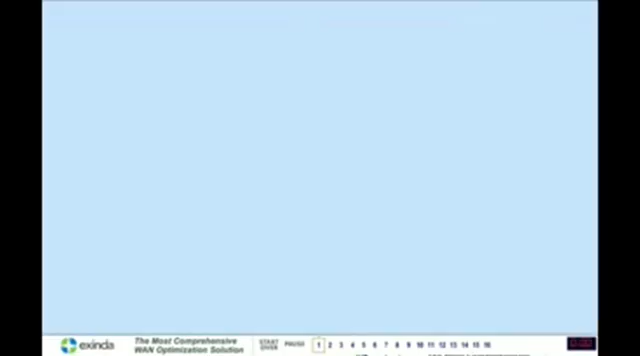 exinda
The Most Comprehensive
WAN Optimization Solution
START
OVER
PAUSE
1 2 3 4 5 6 7 8 9 10 11 12 13 14 15 16